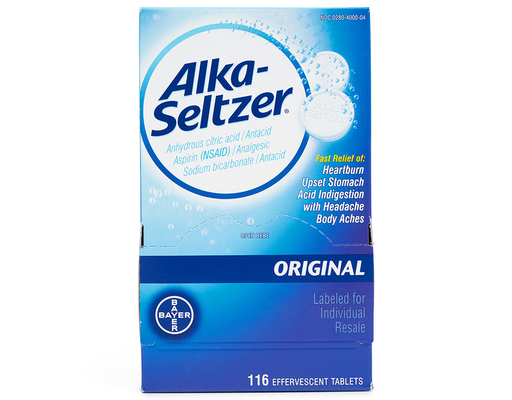 NDC 0280-4000-04
Alka-
Seltzer®
Anhydrous citric acid / Antacid
Aspirin (NSAID) / Analgesic
Sodium bicarbonate / Antacid
SELTZER
Fast Relief of:
Heartburn
Upset Stomach
Acid Indigestion
with Headache
Body Aches
OPEN HERE
ORIGINAL
BAYER
BAYER
Labeled for
Individual
Resale
116 EFFERVESCENT TABLETS